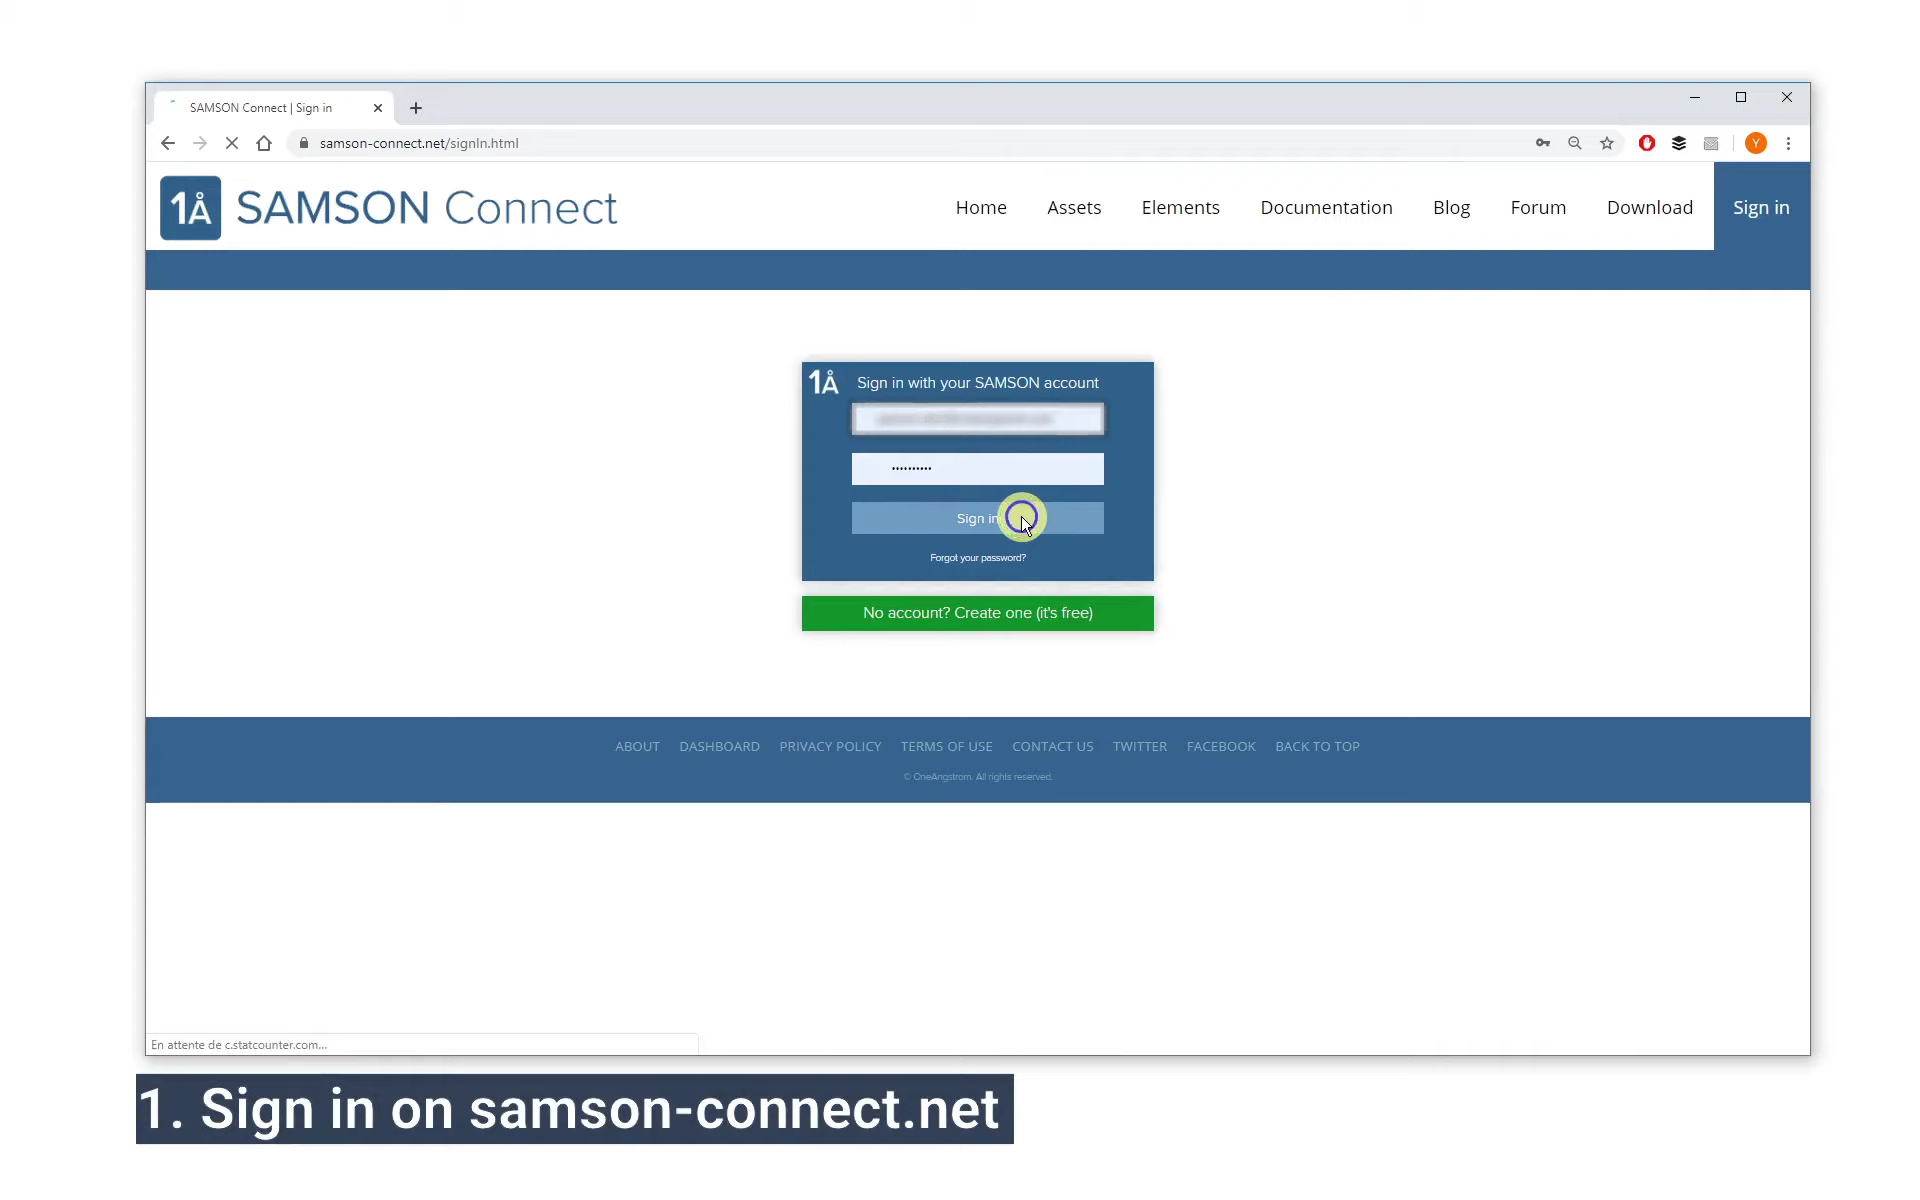 SAMSON Connect | Sign in
samson-connect.net/signIn.html
Y
1Å SAMSON Connect
Home Assets Elements Documentation Blog Forum Download Sign in
1Å Sign in with your SAMSON account
••••••••••
Sign in
Forgot your password?
No account? Create one (it's free)
ABOUT DASHBOARD PRIVACY POLICY TERMS OF USE CONTACT US TWITTER FACEBOOK BACK TO TOP
© OneAngstrom. All rights reserved.
En attente de c.statcounter.com...
1. Sign in on samson-connect.net